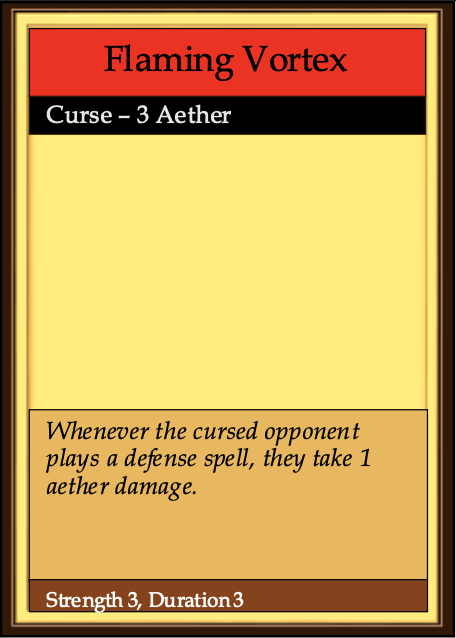 Flaming Vortex
Curse – 3 Aether
Whenever the cursed opponent
plays a defense spell, they take 1
aether damage.
Strength 3, Duration 3